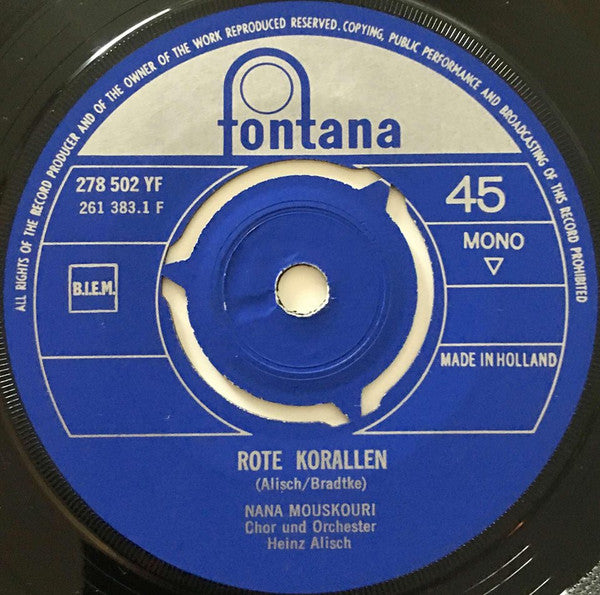 ALL RIGHTS OF THE RECORD PRODUCER AND OF THE OWNER OF THE WORK REPRODUCED RESERVED. COPYING, PUBLIC PERFORMANCE AND BROADCASTING OF THIS RECORD PROHIBITED
fontana
278 502 YF
261 383.1 F
45
MONO
B.I.E.M.
MADE IN HOLLAND
ROTE KORALLEN
(Alisch/Bradtke)
NANA MOUSKOURI
Chor und Orchester
Heinz Alisch